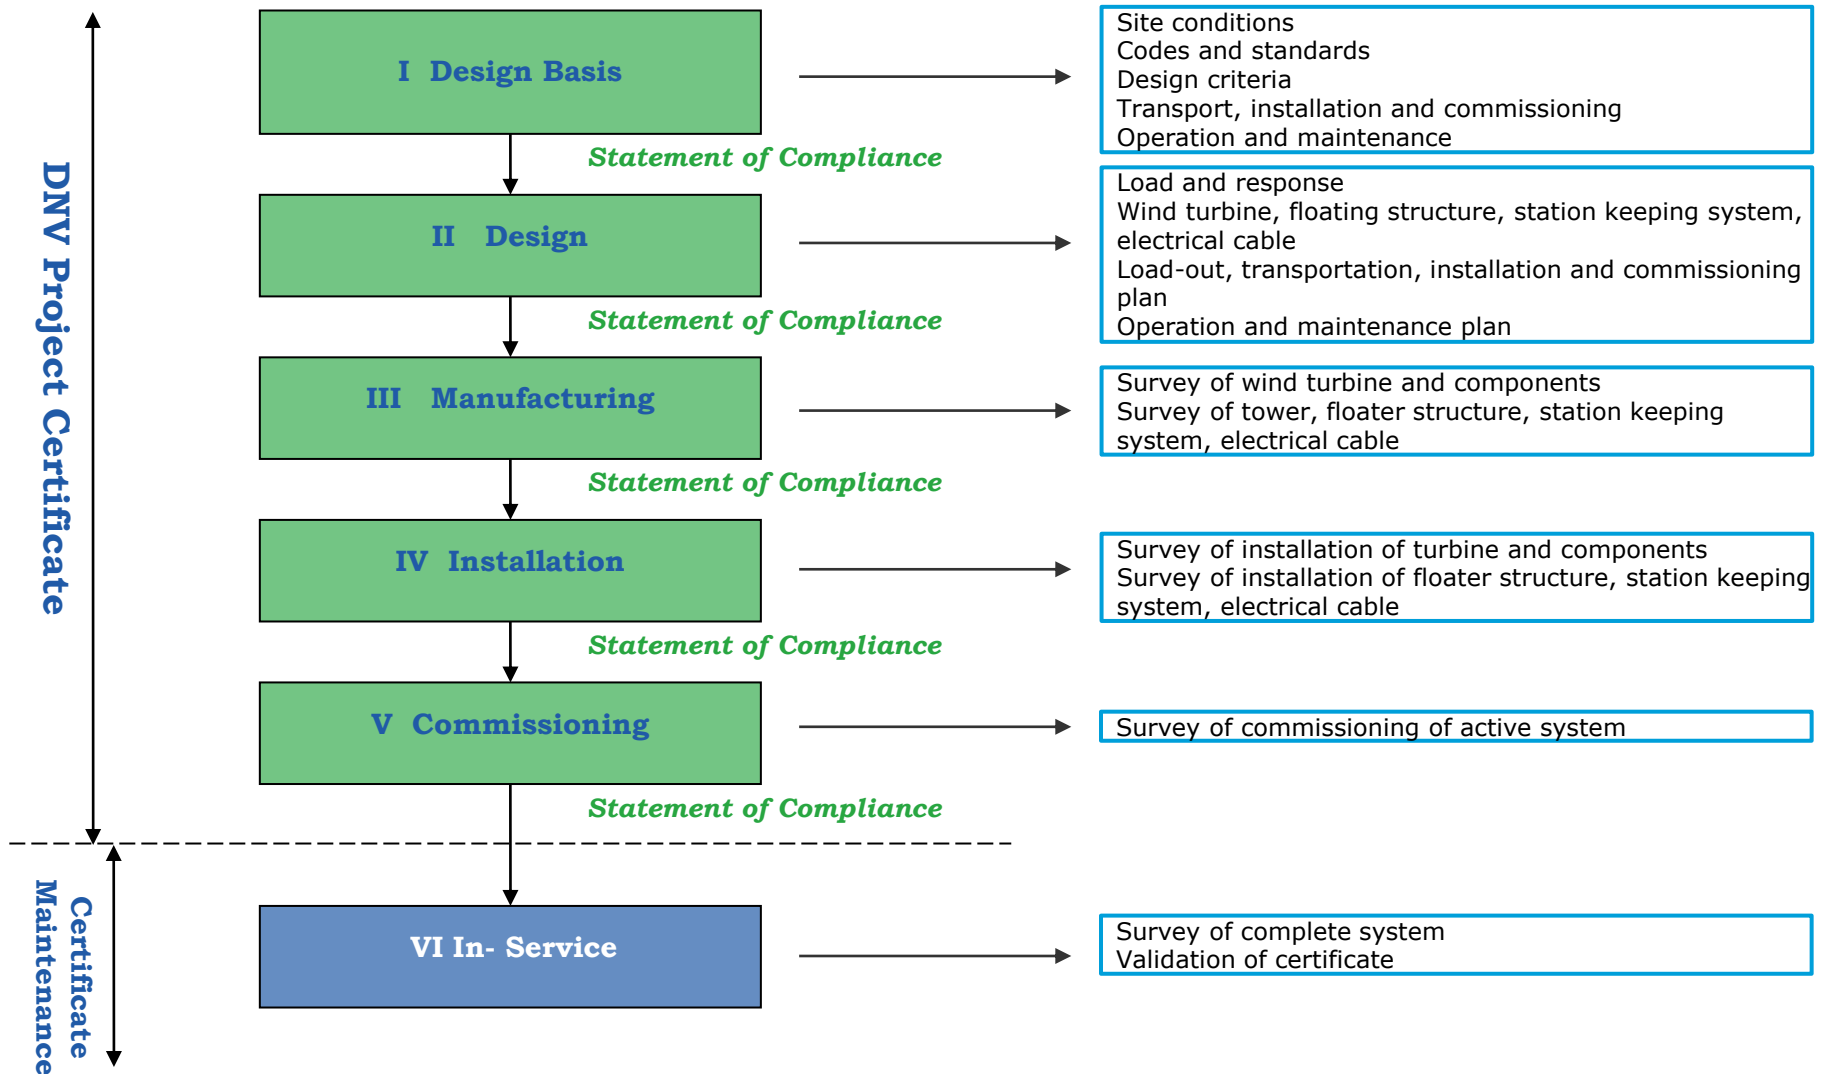 DNV Project Certificate
I Design Basis
Site conditions
Codes and standards
Design criteria
Transport, installation and commissioning
Operation and maintenance
Statement of Compliance
II Design
Load and response
Wind turbine, floating structure, station keeping system,
electrical cable
Load-out, transportation, installation and commissioning
plan
Operation and maintenance plan
Statement of Compliance
III Manufacturing
Survey of wind turbine and components
Survey of tower, floater structure, station keeping
system, electrical cable
Statement of Compliance
IV Installation
Survey of installation of turbine and components
Survey of installation of floater structure, station keeping
system, electrical cable
Statement of Compliance
V Commissioning
Survey of commissioning of active system
Statement of Compliance
Certificate
Maintenance
VI In- Service
Survey of complete system
Validation of certificate